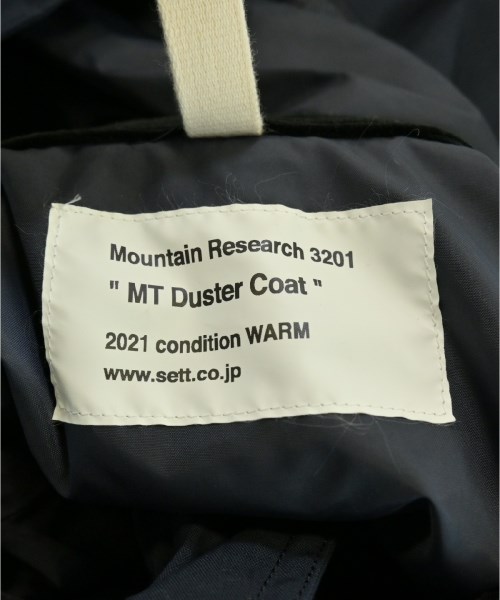 Mountain Research 3201
" MT Duster Coat "
2021 condition WARM
www.sett.co.jp